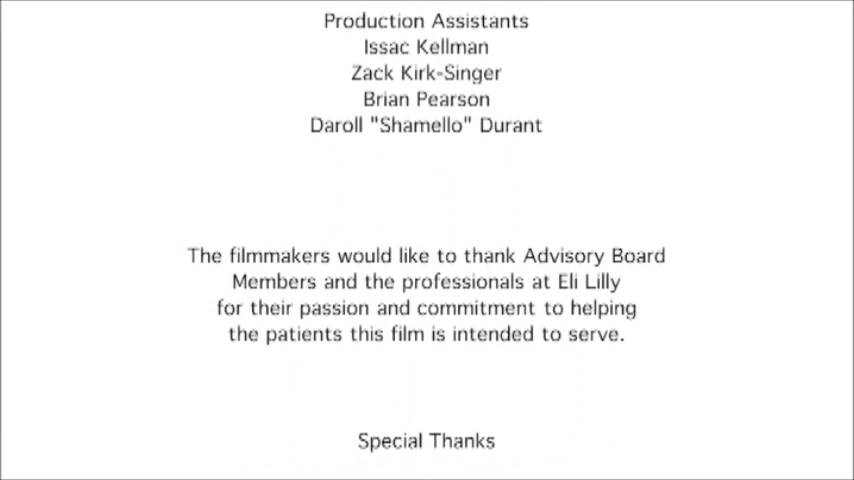 Production Assistants
Issac Kellman
Zack Kirk-Singer
Brian Pearson
Daroll "Shamello" Durant
The filmmakers would like to thank Advisory Board
Members and the professionals at Eli Lilly
for their passion and commitment to helping
the patients this film is intended to serve.
Special Thanks